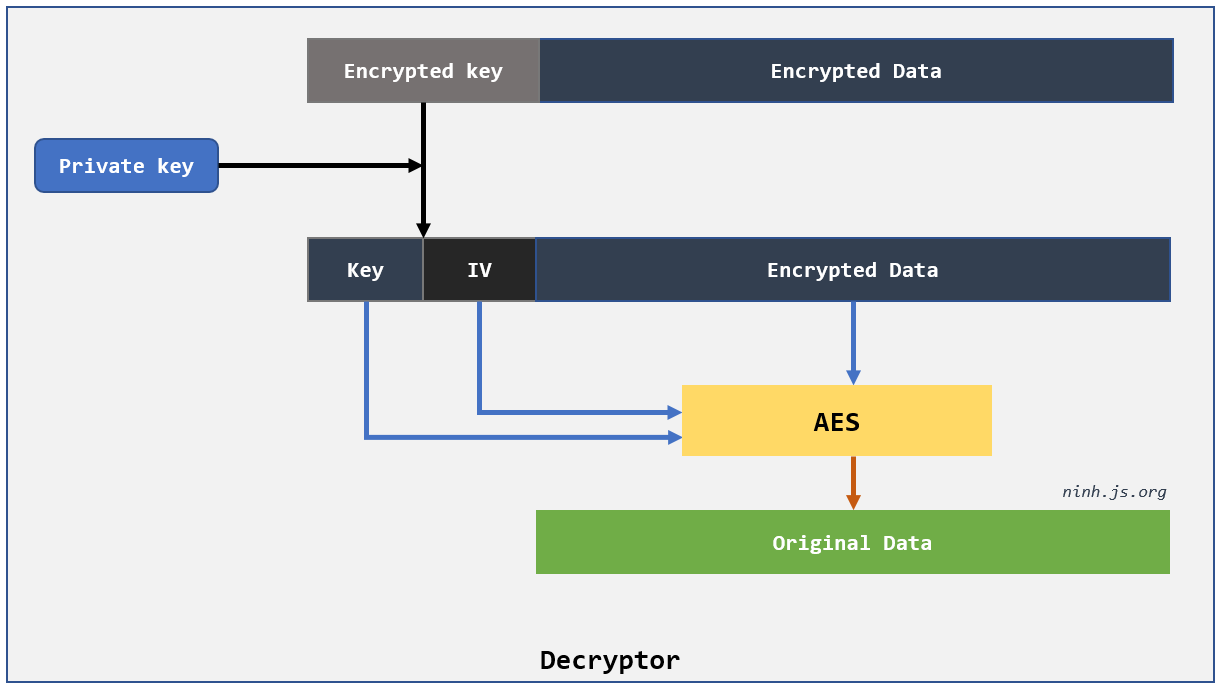 Encrypted key
Encrypted Data
Private key
Key
IV
Encrypted Data
AES
ninh.js.org
Original Data
Decryptor